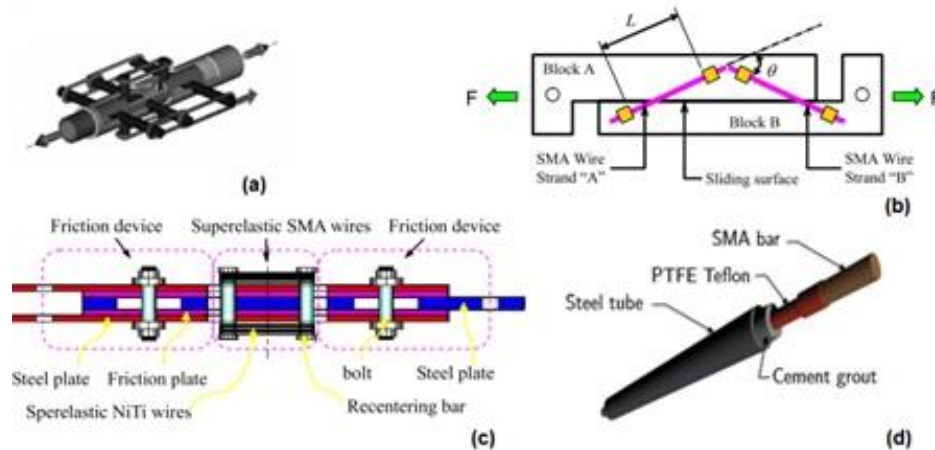 (a)
L
Block A
θ
F
F
Block B
SMA Wire
Strand "A"
Sliding surface
SMA Wire
Strand "B"
(b)
Friction device
Superelastic SMA wires
Friction device
Steel plate
Friction plate
bolt
Steel plate
Sperelastic NiTi wires
Recentering bar
(c)
SMA bar
PTFE Teflon
Steel tube
Cement grout
(d)